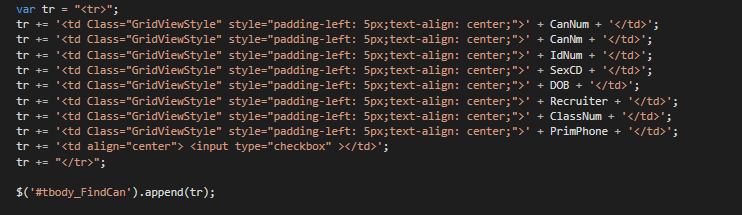 var tr = "<tr>";
tr += '<td Class="GridViewStyle" style="padding-left: 5px;text-align: center;">' + CanNum + '</td>';
tr += '<td Class="GridViewStyle" style="padding-left: 5px;text-align: center;">' + CanNm + '</td>';
tr += '<td Class="GridViewStyle" style="padding-left: 5px;text-align: center;">' + IdNum + '</td>';
tr += '<td Class="GridViewStyle" style="padding-left: 5px;text-align: center;">' + SexCD + '</td>';
tr += '<td Class="GridViewStyle" style="padding-left: 5px;text-align: center;">' + DOB + '</td>';
tr += '<td Class="GridViewStyle" style="padding-left: 5px;text-align: center;">' + Recruiter + '</td>';
tr += '<td Class="GridViewStyle" style="padding-left: 5px;text-align: center;">' + ClassNum + '</td>';
tr += '<td Class="GridViewStyle" style="padding-left: 5px;text-align: center;">' + PrimPhone + '</td>';
tr += '<td align="center"> <input type="checkbox" ></td>';
tr += "</tr>";
$('#tbody_FindCan').append(tr);